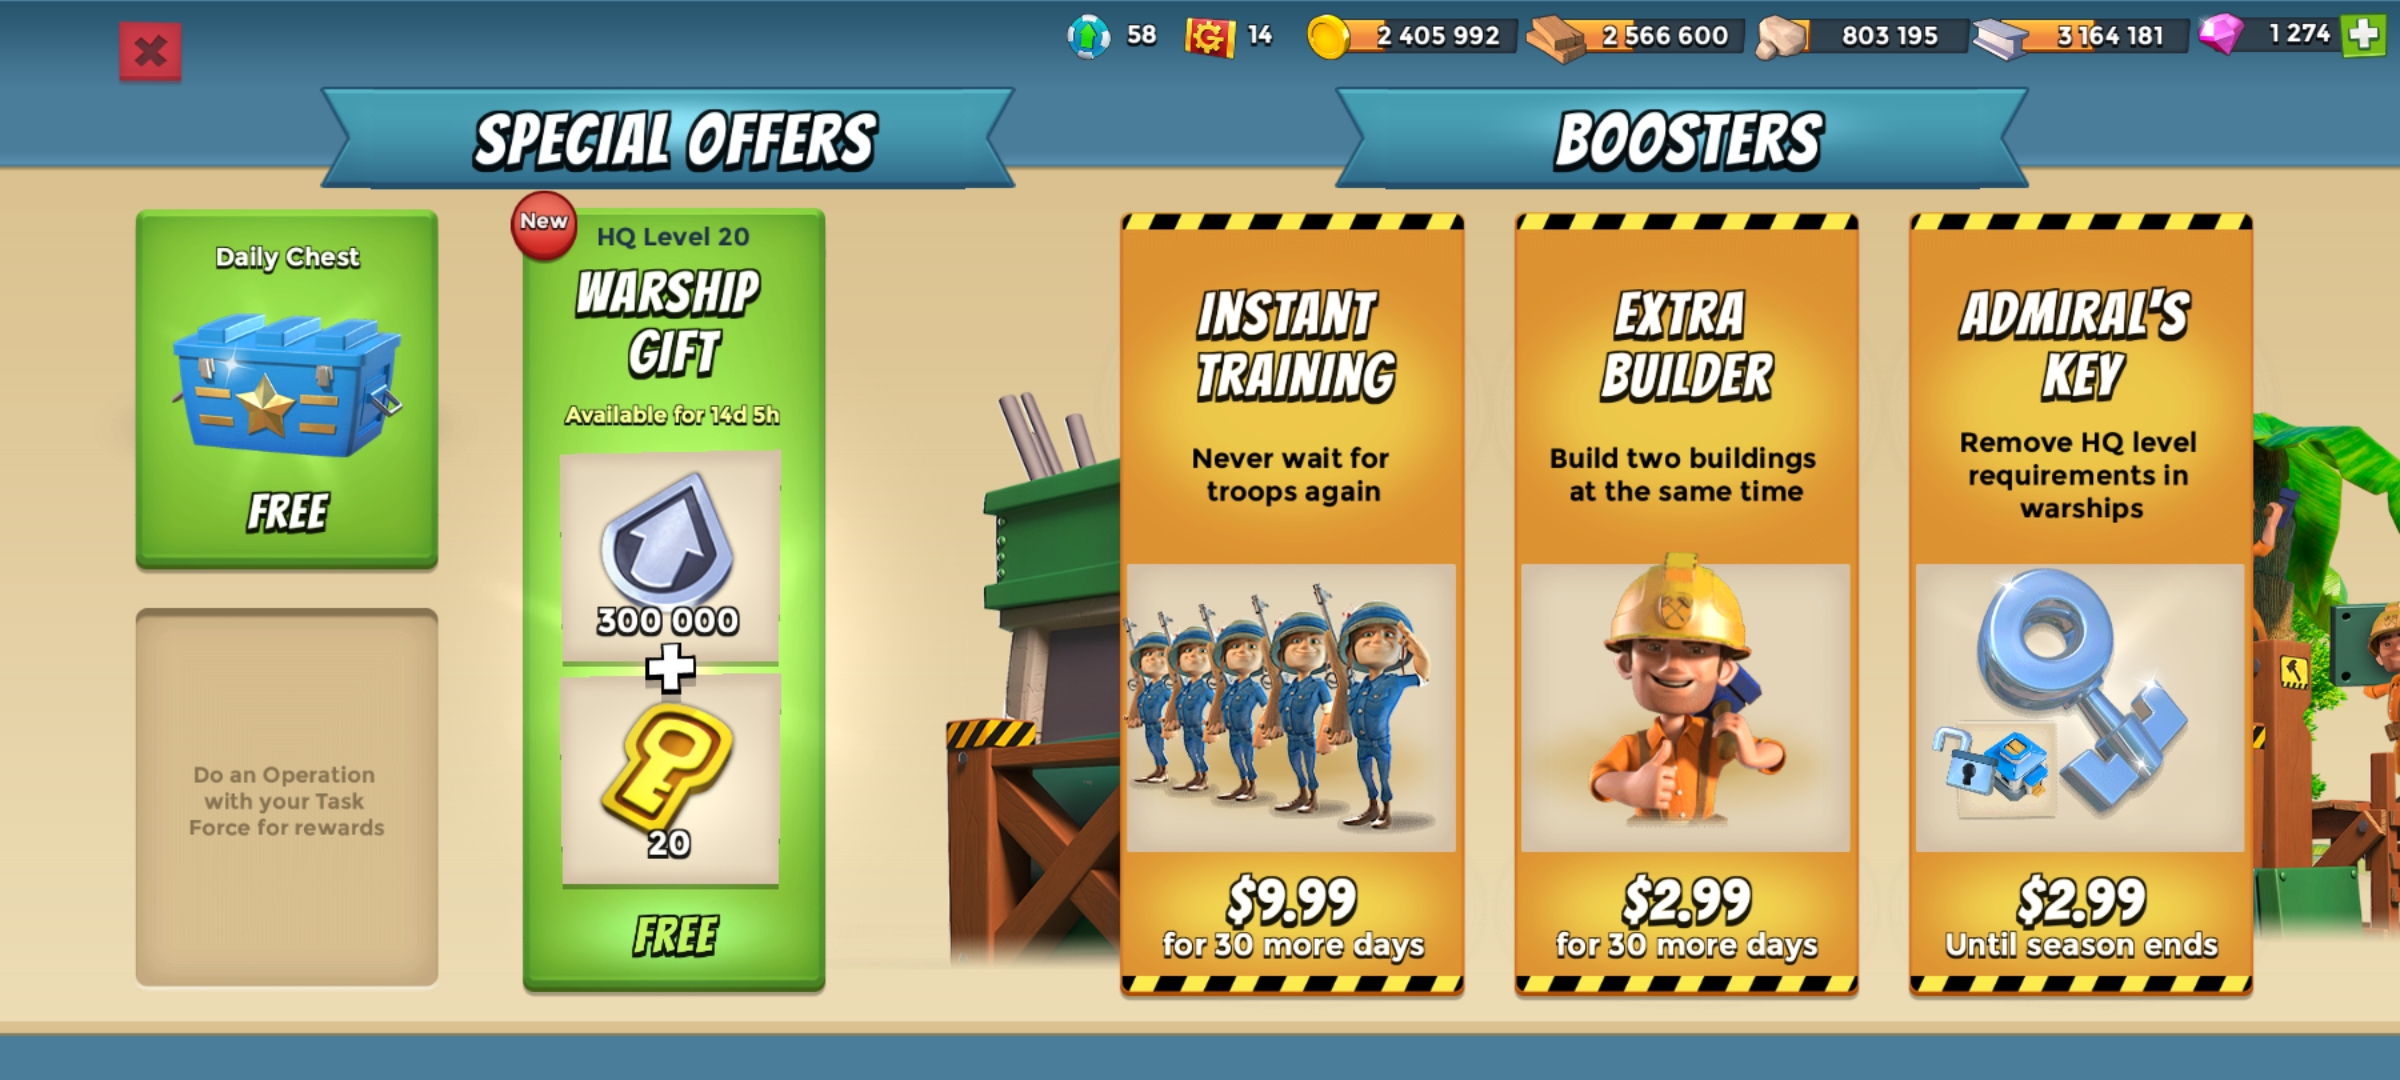 58
14
2 405 992
2 566 600
803 195
3 164 181
1 274
SPECIAL OFFERS
BOOSTERS
Daily Chest
FREE
Do an Operation
with your Task
Force for rewards
New
HQ Level 20
WARSHIP
GIFT
Available for 14d 5h
300 000
20
FREE
INSTANT
TRAINING
Never wait for
troops again
$9.99
for 30 more days
EXTRA
BUILDER
Build two buildings
at the same time
$2.99
for 30 more days
ADMIRAL'S
KEY
Remove HQ level
requirements in
warships
$2.99
Until season ends